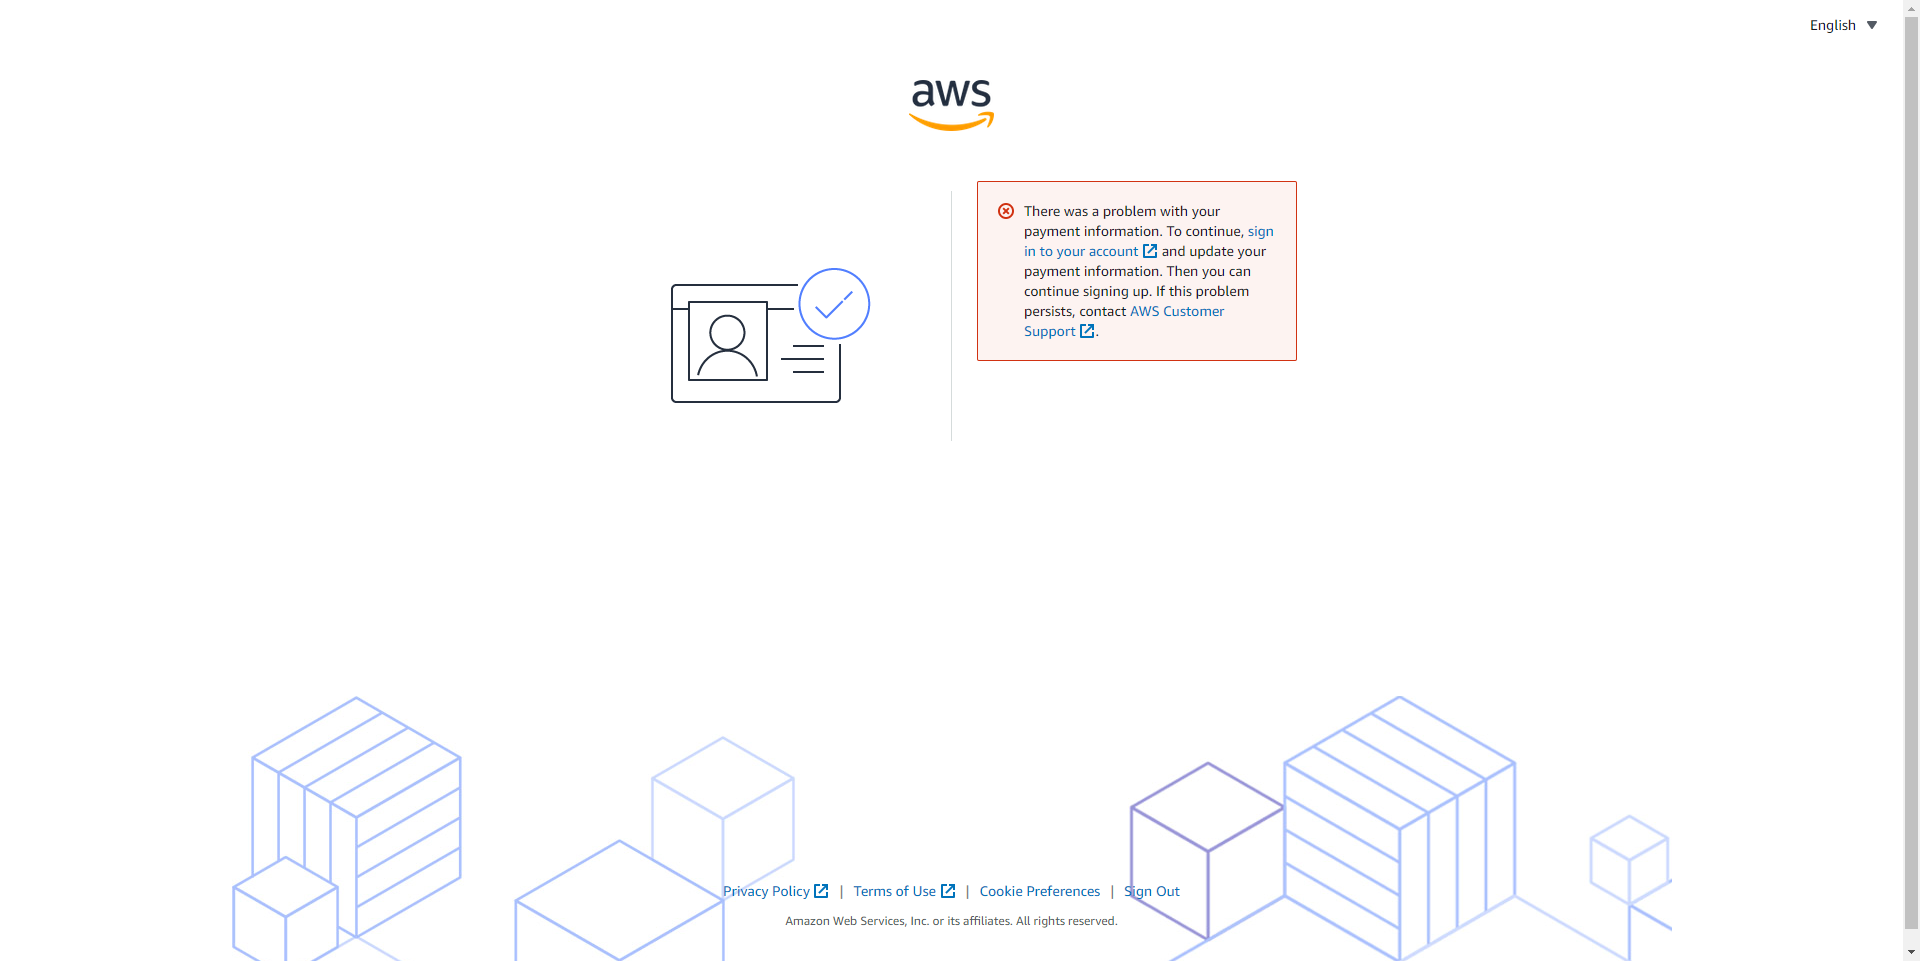 English
aws
There was a problem with your
payment information. To continue, sign
in to your account and update your
payment information. Then you can
continue signing up. If this problem
persists, contact AWS Customer
Support .
Privacy Policy | Terms of Use | Cookie Preferences | Sign Out
Amazon Web Services, Inc. or its affiliates. All rights reserved.